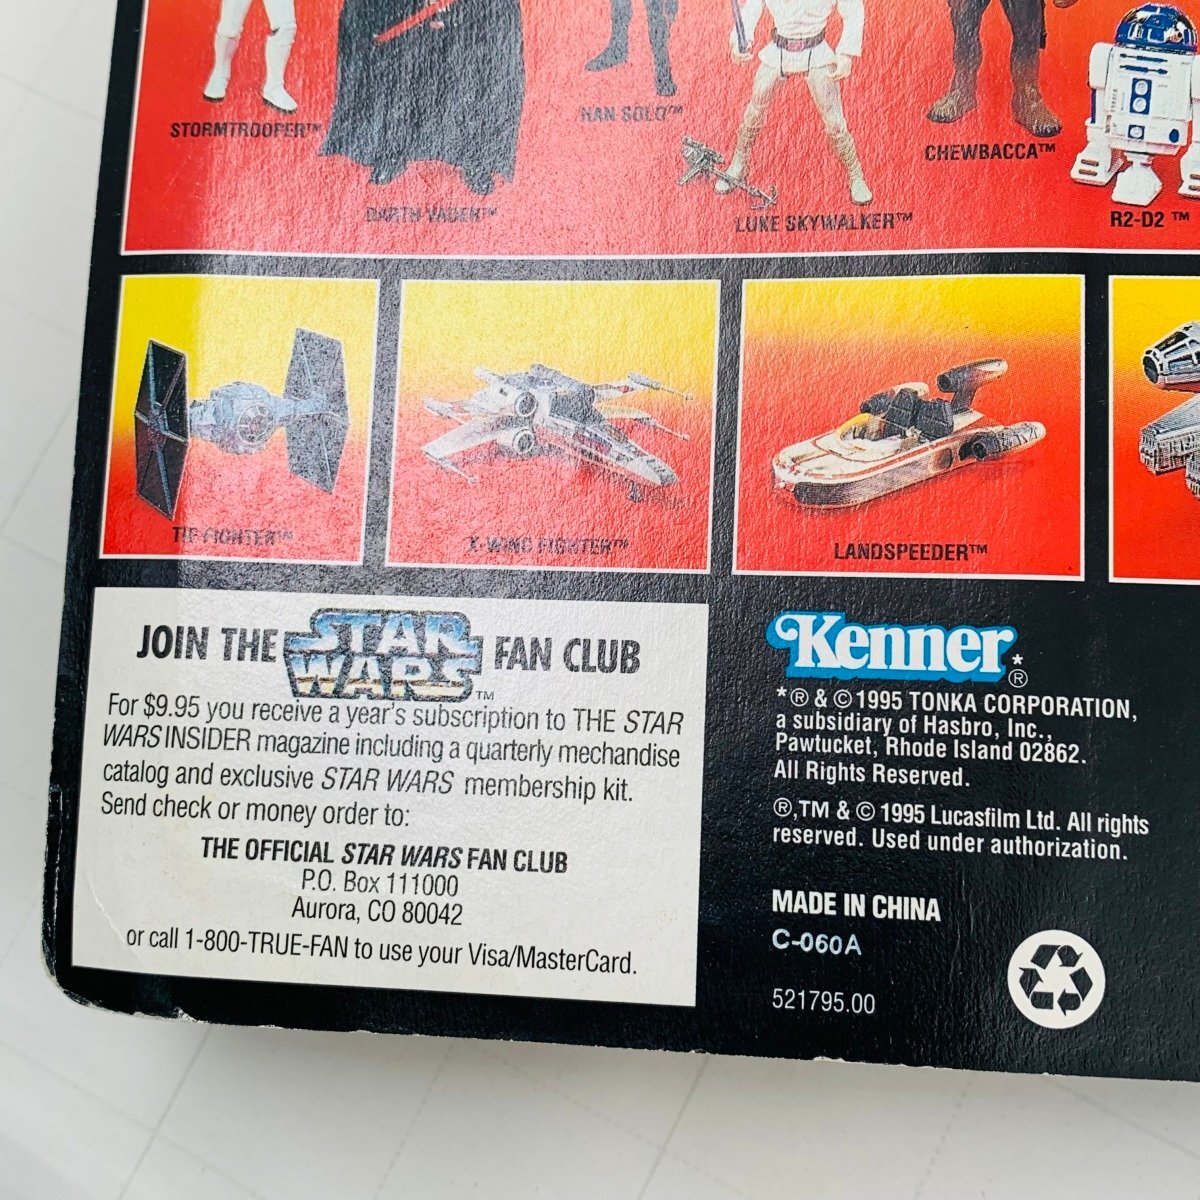 STORMTROOPER™
HAN SOLO™
CHEWBACCA™
DARTH VADER™
LUKE SKYWALKER™
R2-D2 ™
TIE FIGHTER™
X-WING FIGHTER™
LANDSPEEDER™
JOIN THE STAR WARS™ FAN CLUB
For $9.95 you receive a year's subscription to THE STAR
WARS INSIDER magazine including a quarterly mechandise
catalog and exclusive STAR WARS membership kit.
Send check or money order to:
THE OFFICIAL STAR WARS FAN CLUB
P.O. Box 111000
Aurora, CO 80042
or call 1-800-TRUE-FAN to use your Visa/MasterCard.
Kenner*®
*® & © 1995 TONKA CORPORATION,
a subsidiary of Hasbro, Inc.,
Pawtucket, Rhode Island 02862.
All Rights Reserved.
®,TM & © 1995 Lucasfilm Ltd. All rights
reserved. Used under authorization.
MADE IN CHINA
C-060A
521795.00